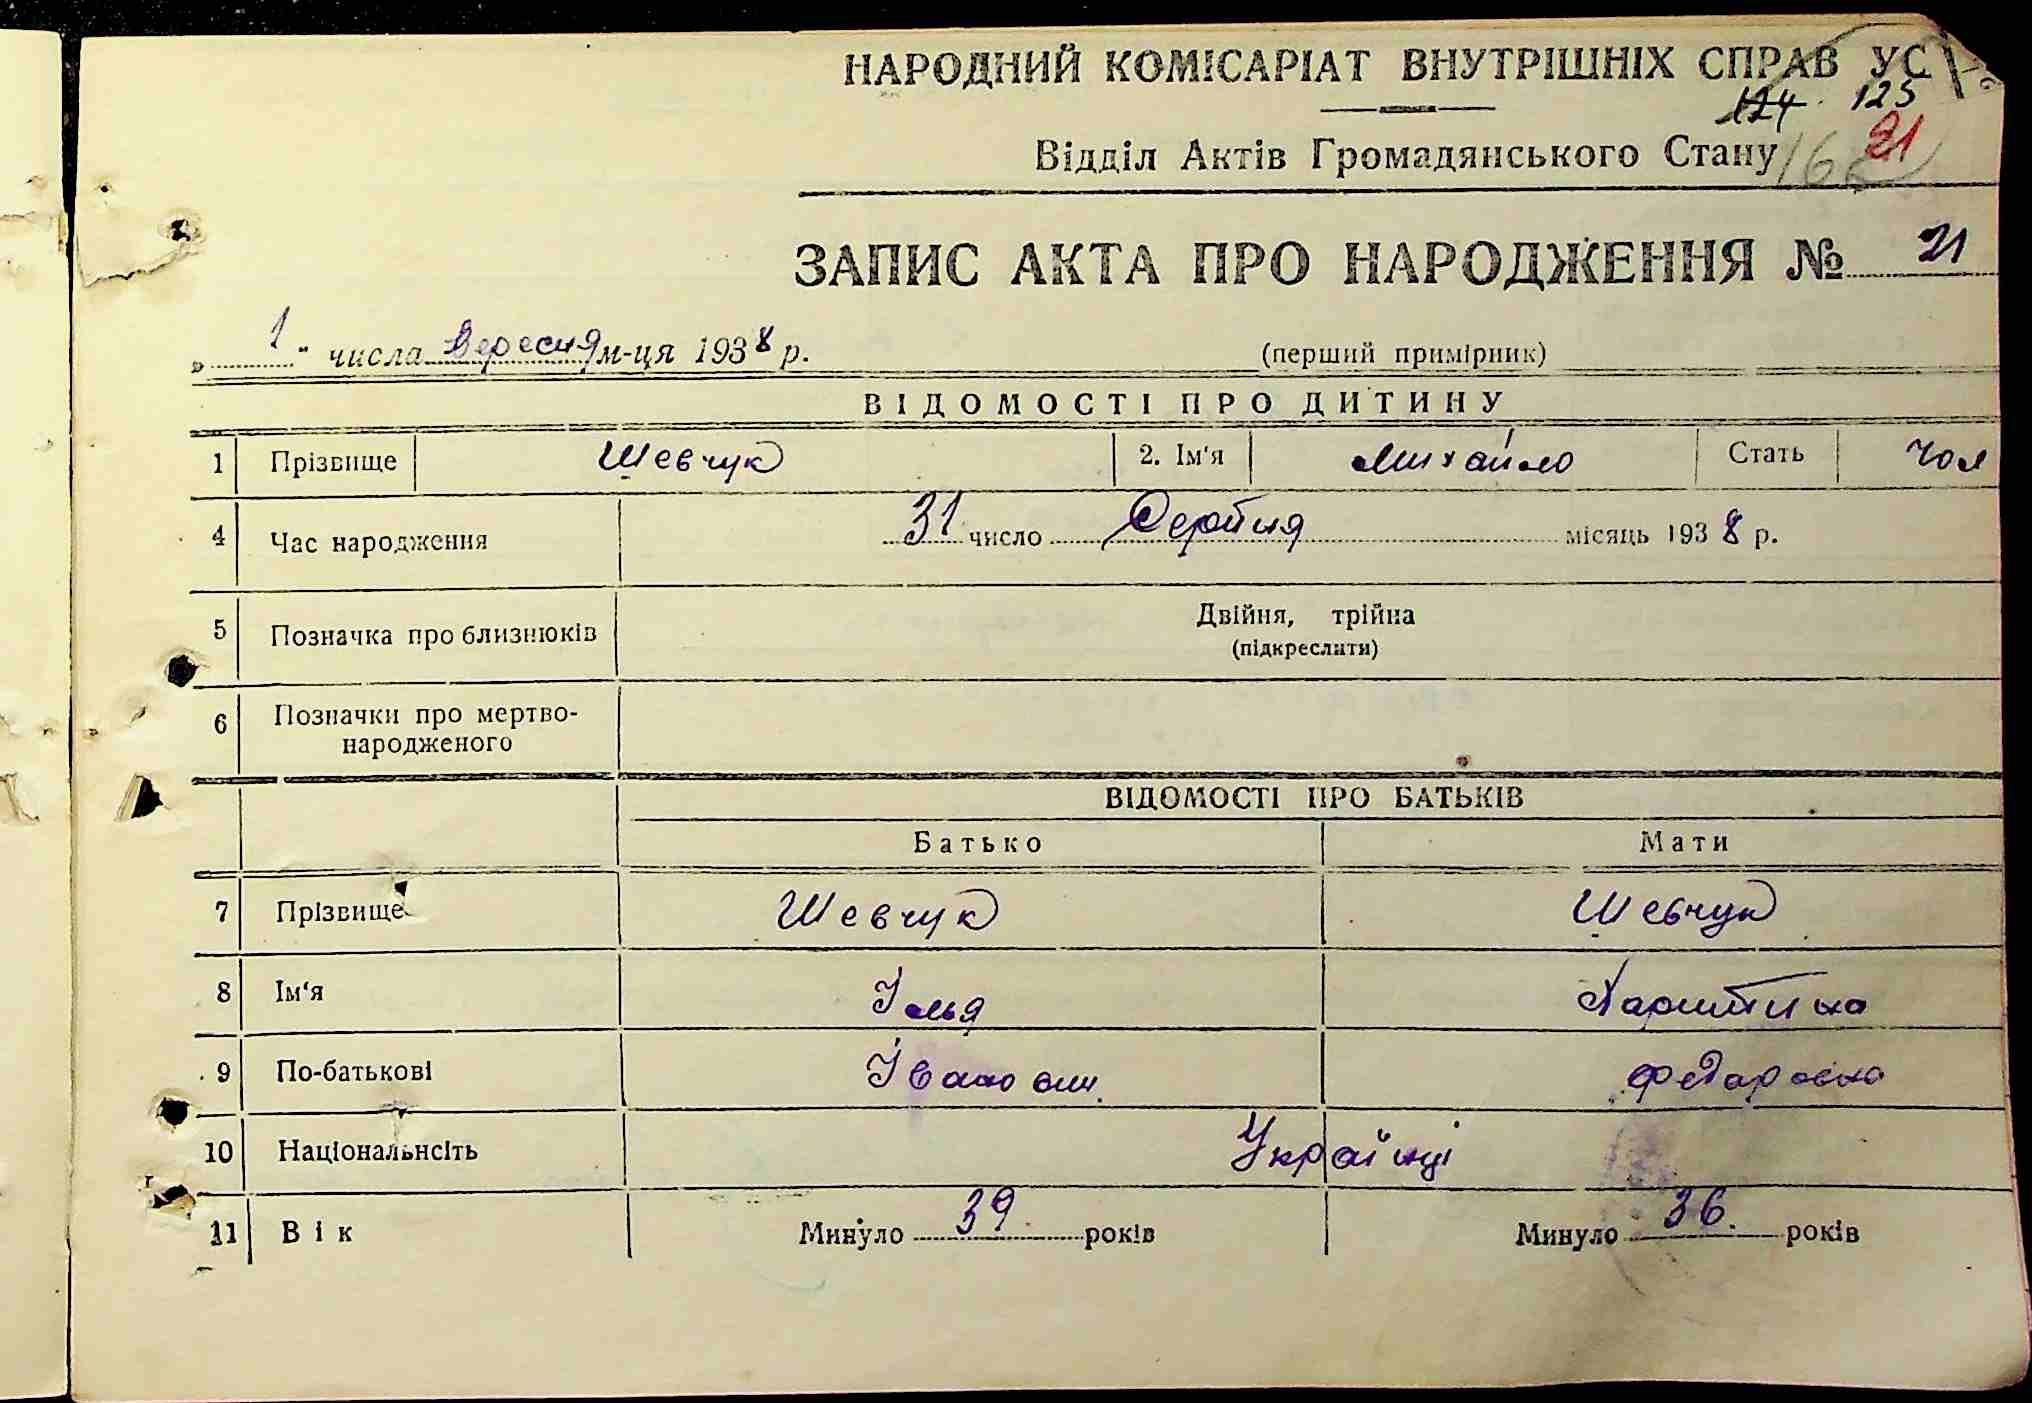 НАРОДНИЙ КОМІСАРІАТ ВНУТРІШНІХ СПРАВ УС
124 125
Відділ Актів Громадянського Стану 21
ЗАПИС АКТА ПРО НАРОДЖЕННЯ № 21
„ 1 " числа Вересня м-ця 1938 р. (перший примірник)
ВІДОМОСТІ ПРО ДИТИНУ
1 Прізвище Шевчук 2. Ім'я Михайло Стать чол
4 Час народження 31 число Серпня місяць 1938 р.
5 Позначка про близнюків Двійня, трійна
(підкреслити)
6 Позначки про мертво-
народженого
ВІДОМОСТІ ПРО БАТЬКІВ
Батько Мати
7 Прізвище Шевчук Шевчук
8 Ім'я Ілья Харитина
9 По-батькові Іванович Федоровна
10 Національнсіть Українці
11 Вік Минуло 39 років Минуло 36 років